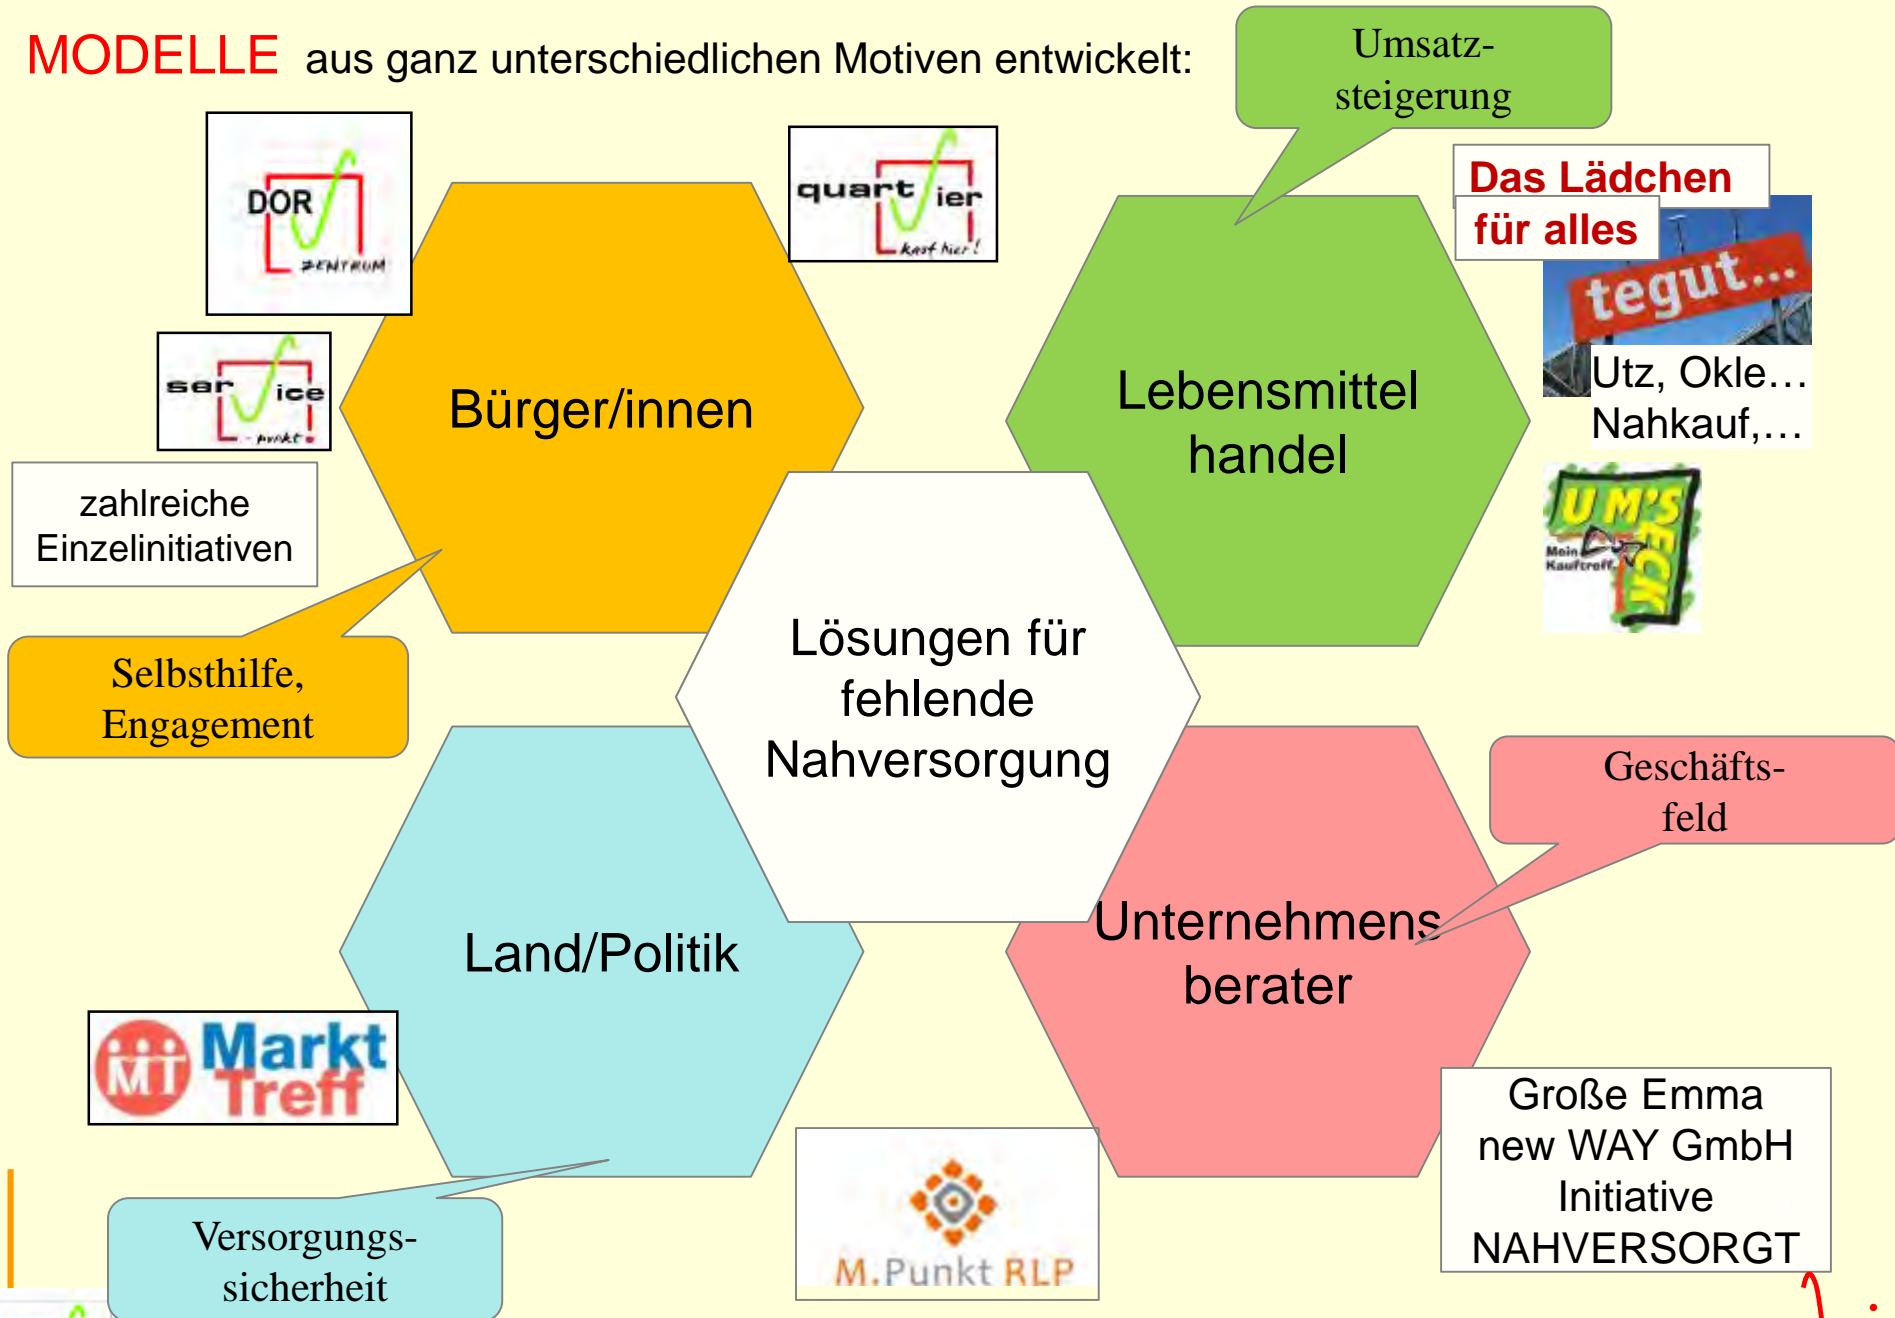 MODELLE aus ganz unterschiedlichen Motiven entwickelt:
Umsatz-
steigerung
DOR
ZENTRUM
quart ier
kauf hier!
Das Lädchen
für alles
tegut...
Utz, Okle…
Nahkauf,…
UM'S
ECK
Mein
Kauftreff.
ser ice
-punkt
zahlreiche
Einzelinitiativen
Bürger/innen
Lebensmittel
handel
Selbsthilfe,
Engagement
Lösungen für
fehlende
Nahversorgung
Geschäfts-
feld
Land/Politik
Unternehmens
berater
MT Markt
Treff
Versorgungs-
sicherheit
M.Punkt RLP
Große Emma
new WAY GmbH
Initiative
NAHVERSORGT